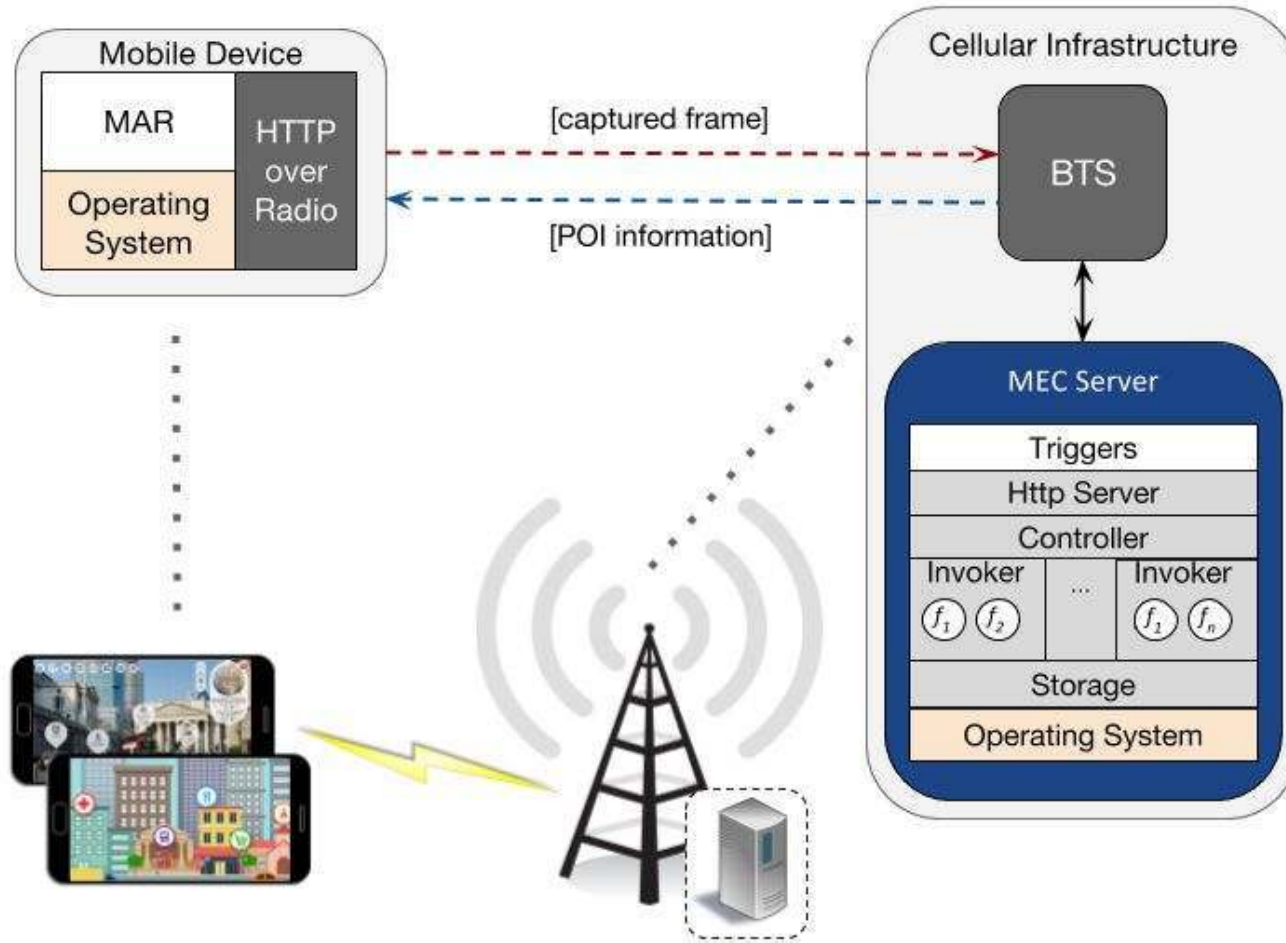 Mobile Device
MAR
Operating
System
HTTP
over
Radio
[captured frame]
[POI information]
Cellular Infrastructure
BTS
MEC Server
Triggers
Http Server
Controller
Invoker
f1 f2
...
Invoker
f1 fn
Storage
Operating System